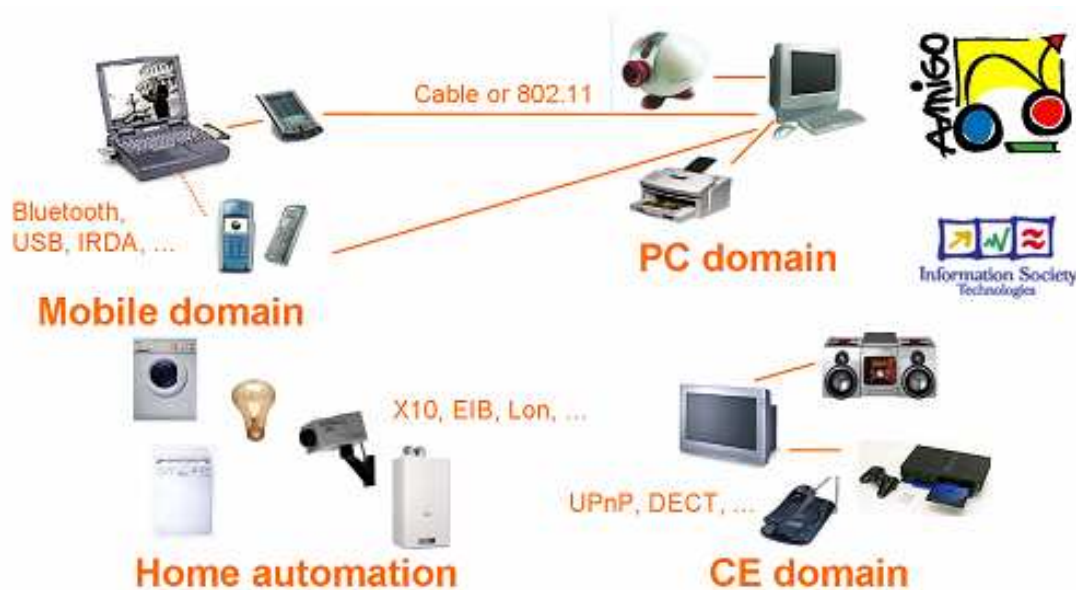 Cable or 802.11
AMIGO
Bluetooth,
USB, IRDA, ...
PC domain
Information Society
Technologies
Mobile domain
X10, EIB, Lon, ...
UPnP, DECT, ...
Home automation
CE domain